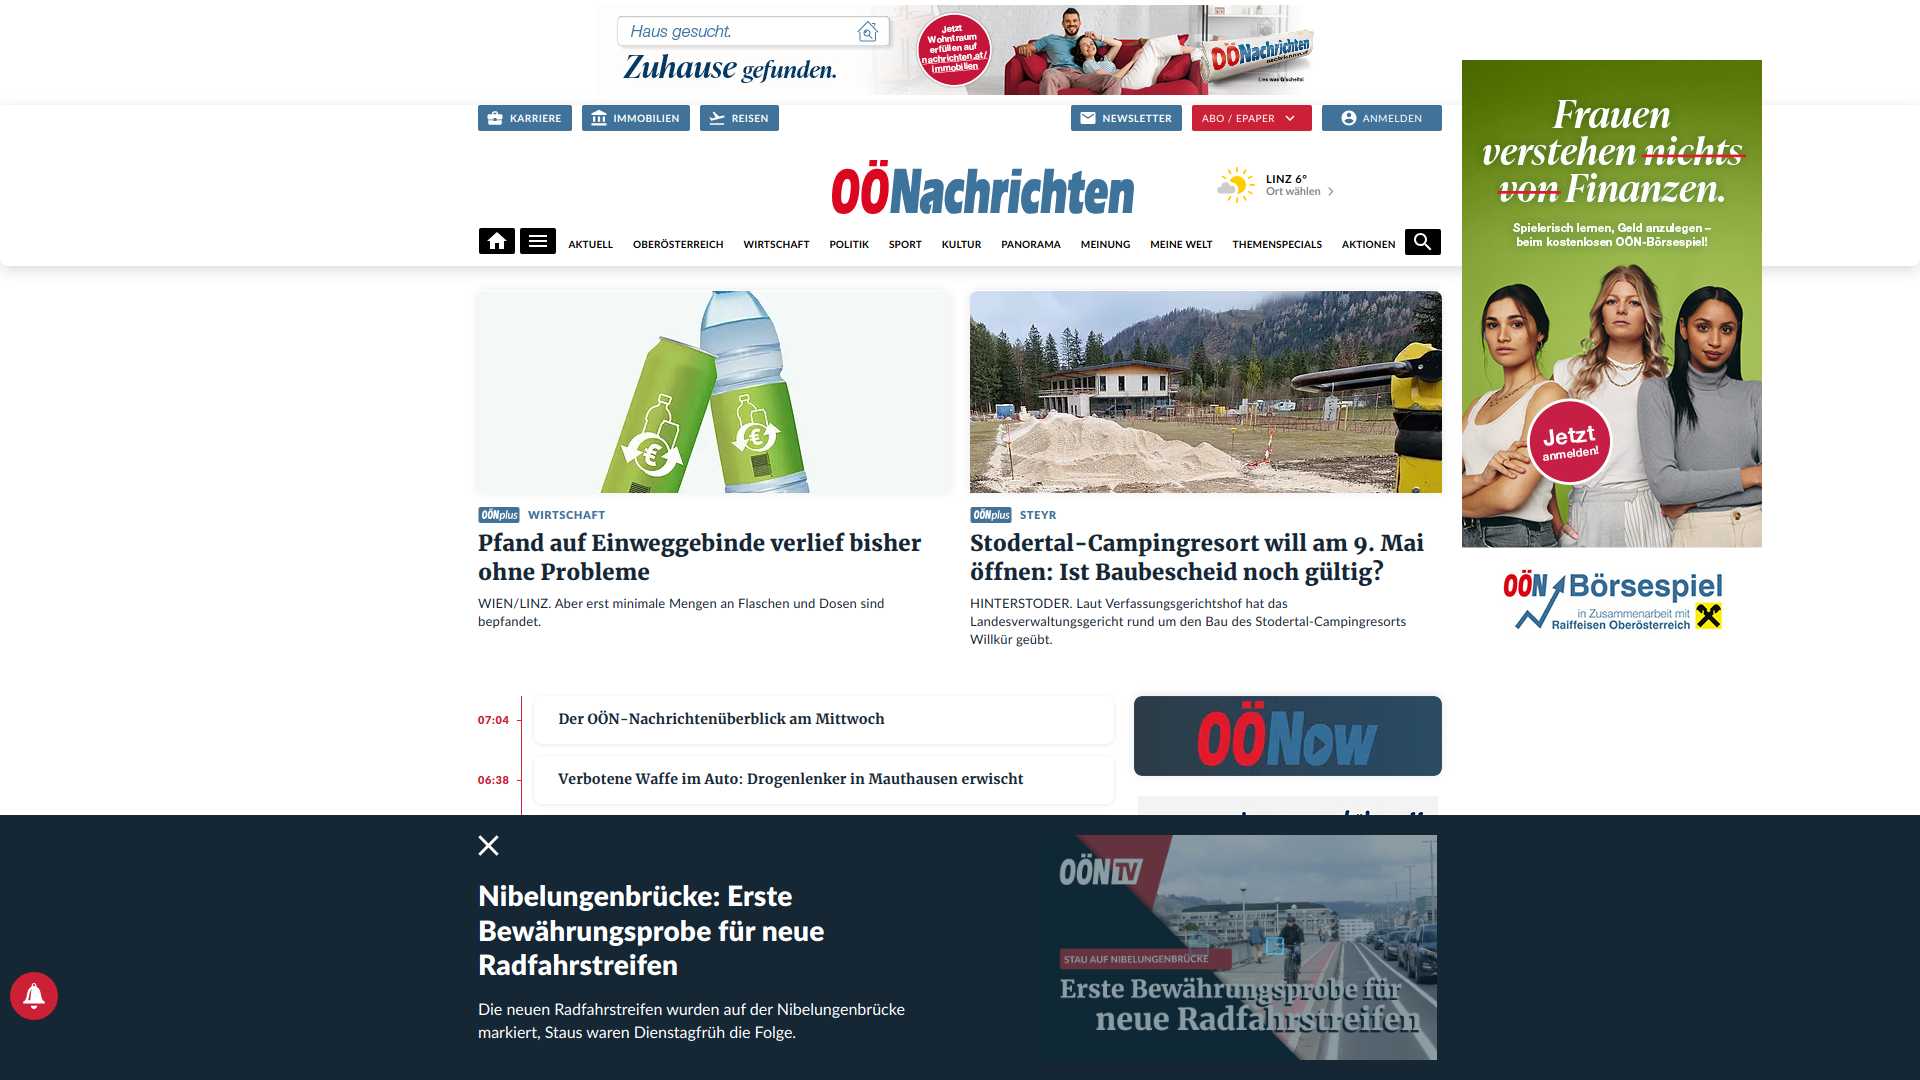 Haus gesucht.
Zuhause gefunden.
Jetzt
Wohntraum
erfüllen auf
nachrichten.at/
immobilien
OÖNachrichten
Lies was G'scheits!
KARRIERE
IMMOBILIEN
REISEN
NEWSLETTER
ABO / EPAPER
ANMELDEN
OÖNachrichten
LINZ 6°
Ort wählen
AKTUELL
OBERÖSTERREICH
WIRTSCHAFT
POLITIK
SPORT
KULTUR
PANORAMA
MEINUNG
MEINE WELT
THEMENSPECIALS
AKTIONEN
Frauen
verstehen nichts
von Finanzen.
Spielerisch lernen, Geld anzulegen –
beim kostenlosen OÖN-Börsespiel!
Jetzt
anmelden!
OÖN Börsespiel
in Zusammenarbeit mit
Raiffeisen Oberösterreich
OÖNplus WIRTSCHAFT
Pfand auf Einweggebinde verlief bisher
ohne Probleme
WIEN/LINZ. Aber erst minimale Mengen an Flaschen und Dosen sind
bepfandet.
OÖNplus STEYR
Stodertal-Campingresort will am 9. Mai
öffnen: Ist Baubescheid noch gültig?
HINTERSTODER. Laut Verfassungsgerichtshof hat das
Landesverwaltungsgericht rund um den Bau des Stodertal-Campingresorts
Willkür geübt.
07:04
Der OÖN-Nachrichtenüberblick am Mittwoch
06:38
Verbotene Waffe im Auto: Drogenlenker in Mauthausen erwischt
OÖNow
Nibelungenbrücke: Erste
Bewährungsprobe für neue
Radfahrstreifen
Die neuen Radfahrstreifen wurden auf der Nibelungenbrücke
markiert, Staus waren Dienstagfrüh die Folge.
OÖN TV
STAU AUF NIBELUNGENBRÜCKE
Erste Bewährungsprobe für
neue Radfahrstreifen